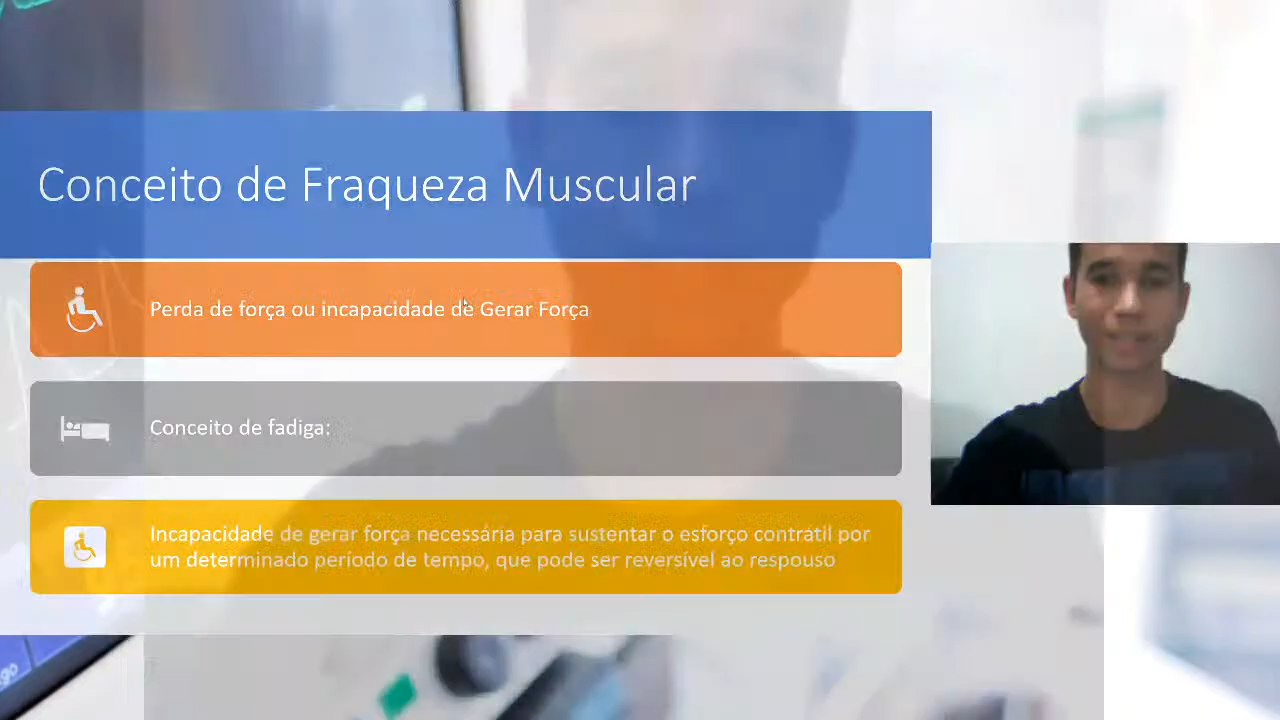 Conceito de Fraqueza Muscular
Perda de força ou incapacidade de Gerar Força
Conceito de fadiga:
Incapacidade de gerar força necessária para sustentar o esforço contrátil por
um determinado período de tempo, que pode ser reversível ao respouso